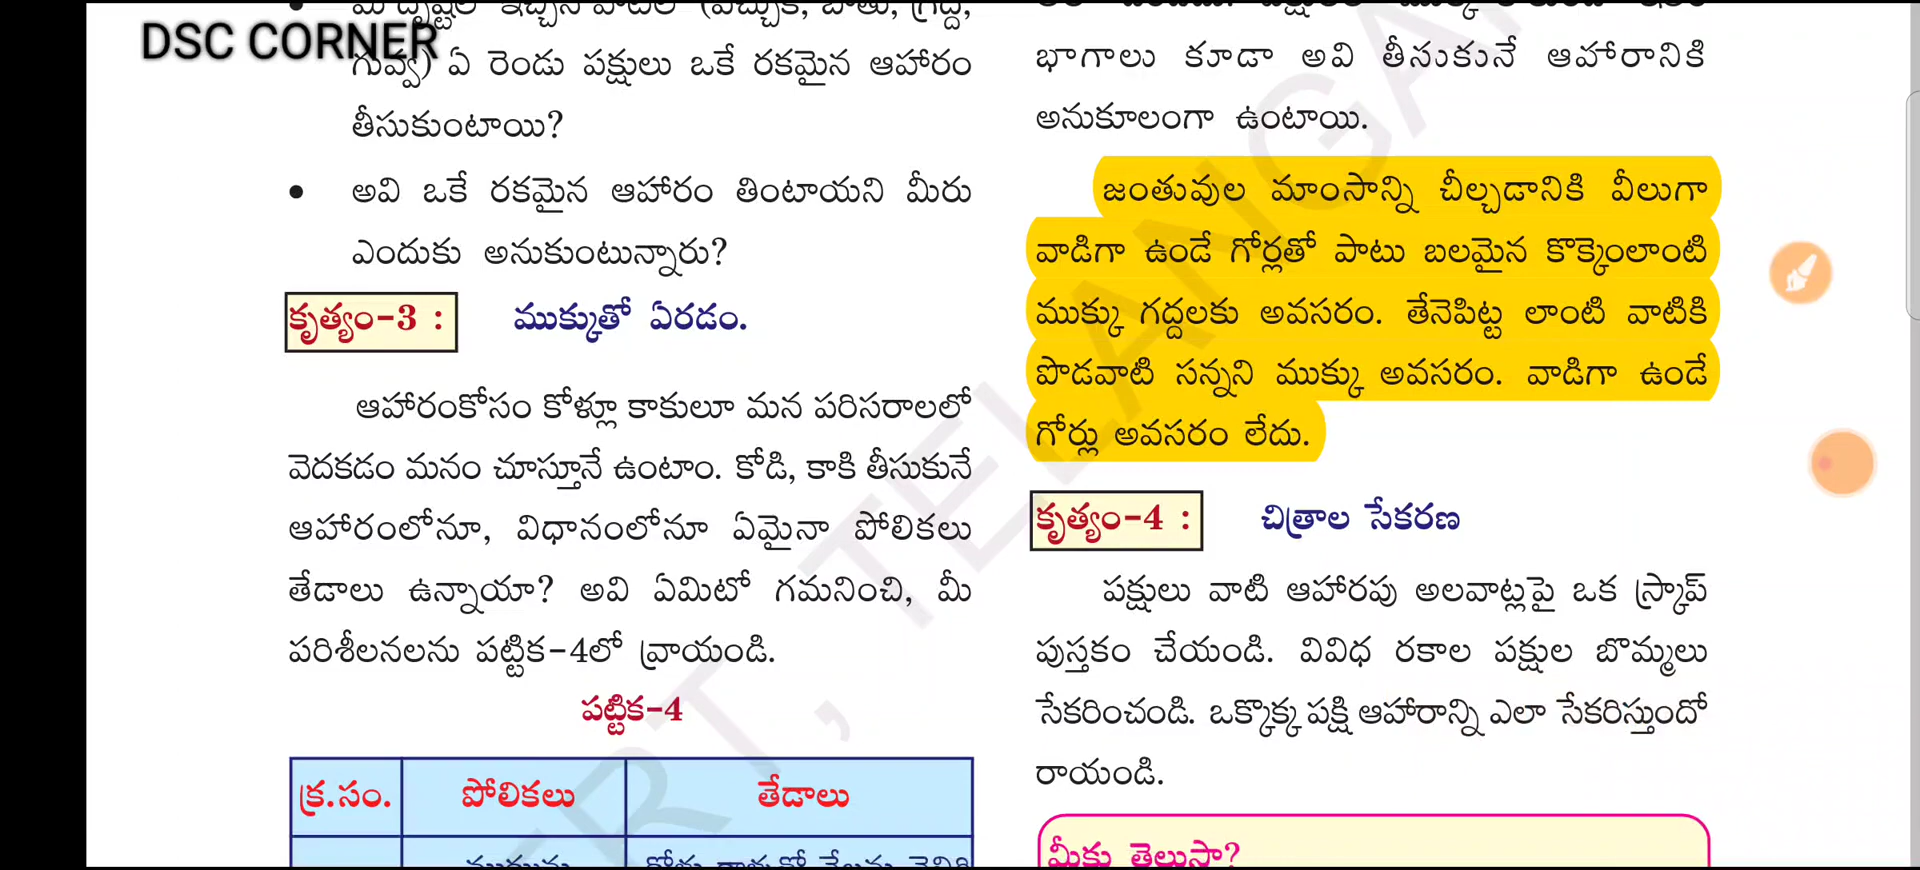 DSC CORNER
గువ్వ) ఏ రెండు పక్షులు ఒకే రకమైన ఆహారం
తీసుకుంటాయి?
• అవి ఒకే రకమైన ఆహారం తింటాయని మీరు
ఎందుకు అనుకుంటున్నారు?
కృత్యం-3 : ముక్కుతో ఏరడం.
ఆహారంకోసం కోళ్లూ కాకులూ మన పరిసరాలలో
వెదకడం మనం చూస్తూనే ఉంటాం. కోడి, కాకి తీసుకునే
ఆహారంలోనూ, విధానంలోనూ ఏమైనా పోలికలు
తేడాలు ఉన్నాయా? అవి ఏమిటో గమనించి, మీ
పరిశీలనలను పట్టిక-4లో వ్రాయండి.
పట్టిక-4
క్ర.సం. పోలికలు తేడాలు
భాగాలు కూడా అవి తీసుకునే ఆహారానికి
అనుకూలంగా ఉంటాయి.
జంతువుల మాంసాన్ని చీల్చడానికి వీలుగా
వాడిగా ఉండే గోర్లతో పాటు బలమైన కొక్కెంలాంటి
ముక్కు గద్దలకు అవసరం. తేనెపిట్ట లాంటి వాటికి
పొడవాటి సన్నని ముక్కు అవసరం. వాడిగా ఉండే
గోర్లు అవసరం లేదు.
కృత్యం-4 : చిత్రాల సేకరణ
పక్షులు వాటి ఆహారపు అలవాట్లపై ఒక స్క్రాప్
పుస్తకం చేయండి. వివిధ రకాల పక్షుల బొమ్మలు
సేకరించండి. ఒక్కొక్క పక్షి ఆహారాన్ని ఎలా సేకరిస్తుందో
రాయండి.
మీకు తెలుసా?